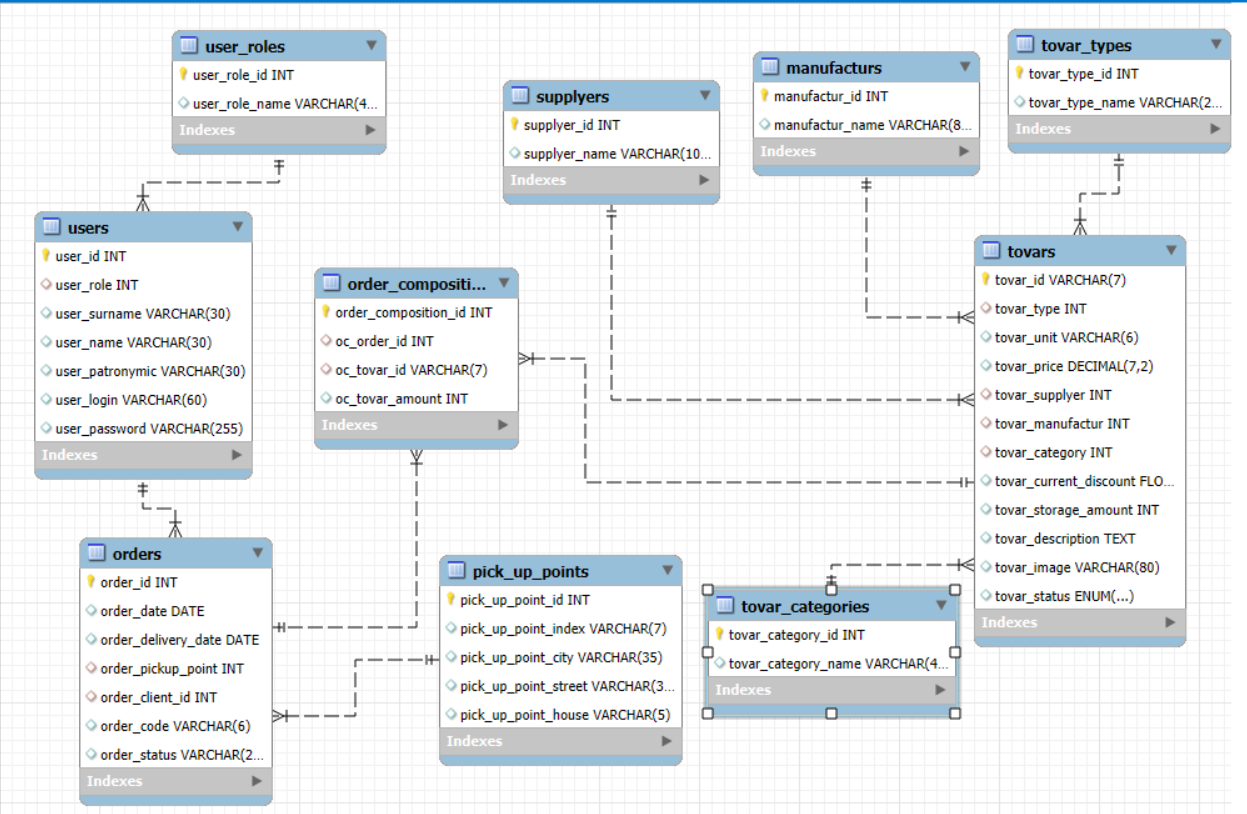 user_roles
user_role_id INT
user_role_name VARCHAR(4...
Indexes
supplyers
supplyer_id INT
supplyer_name VARCHAR(10...
Indexes
manufacturs
manufactur_id INT
manufactur_name VARCHAR(8...
Indexes
tovar_types
tovar_type_id INT
tovar_type_name VARCHAR(2...
Indexes
users
user_id INT
user_role INT
user_surname VARCHAR(30)
user_name VARCHAR(30)
user_patronymic VARCHAR(30)
user_login VARCHAR(60)
user_password VARCHAR(255)
Indexes
order_compositi...
order_composition_id INT
oc_order_id INT
oc_tovar_id VARCHAR(7)
oc_tovar_amount INT
Indexes
tovars
tovar_id VARCHAR(7)
tovar_type INT
tovar_unit VARCHAR(6)
tovar_price DECIMAL(7,2)
tovar_supplyer INT
tovar_manufactur INT
tovar_category INT
tovar_current_discount FLO...
tovar_storage_amount INT
tovar_description TEXT
tovar_image VARCHAR(80)
tovar_status ENUM(...)
Indexes
orders
order_id INT
order_date DATE
order_delivery_date DATE
order_pickup_point INT
order_client_id INT
order_code VARCHAR(6)
order_status VARCHAR(2...
Indexes
pick_up_points
pick_up_point_id INT
pick_up_point_index VARCHAR(7)
pick_up_point_city VARCHAR(35)
pick_up_point_street VARCHAR(3...
pick_up_point_house VARCHAR(5)
Indexes
tovar_categories
tovar_category_id INT
tovar_category_name VARCHAR(4...
Indexes